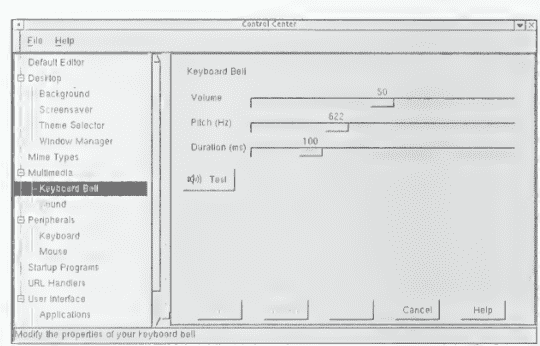 Control Center
File Help
Default Editor
Desktop
Background
Screensaver
Theme Selector
Window Manager
Mime Types
Multimedia
Keyboard Bell
Sound
Peripherals
Keyboard
Mouse
Startup Programs
URL Handlers
User Interface
Applications
Keyboard Bell
Volume 50
Pitch (Hz) 622
Duration (ms) 100
Test
Cancel Help
Modify the properties of your keyboard bell